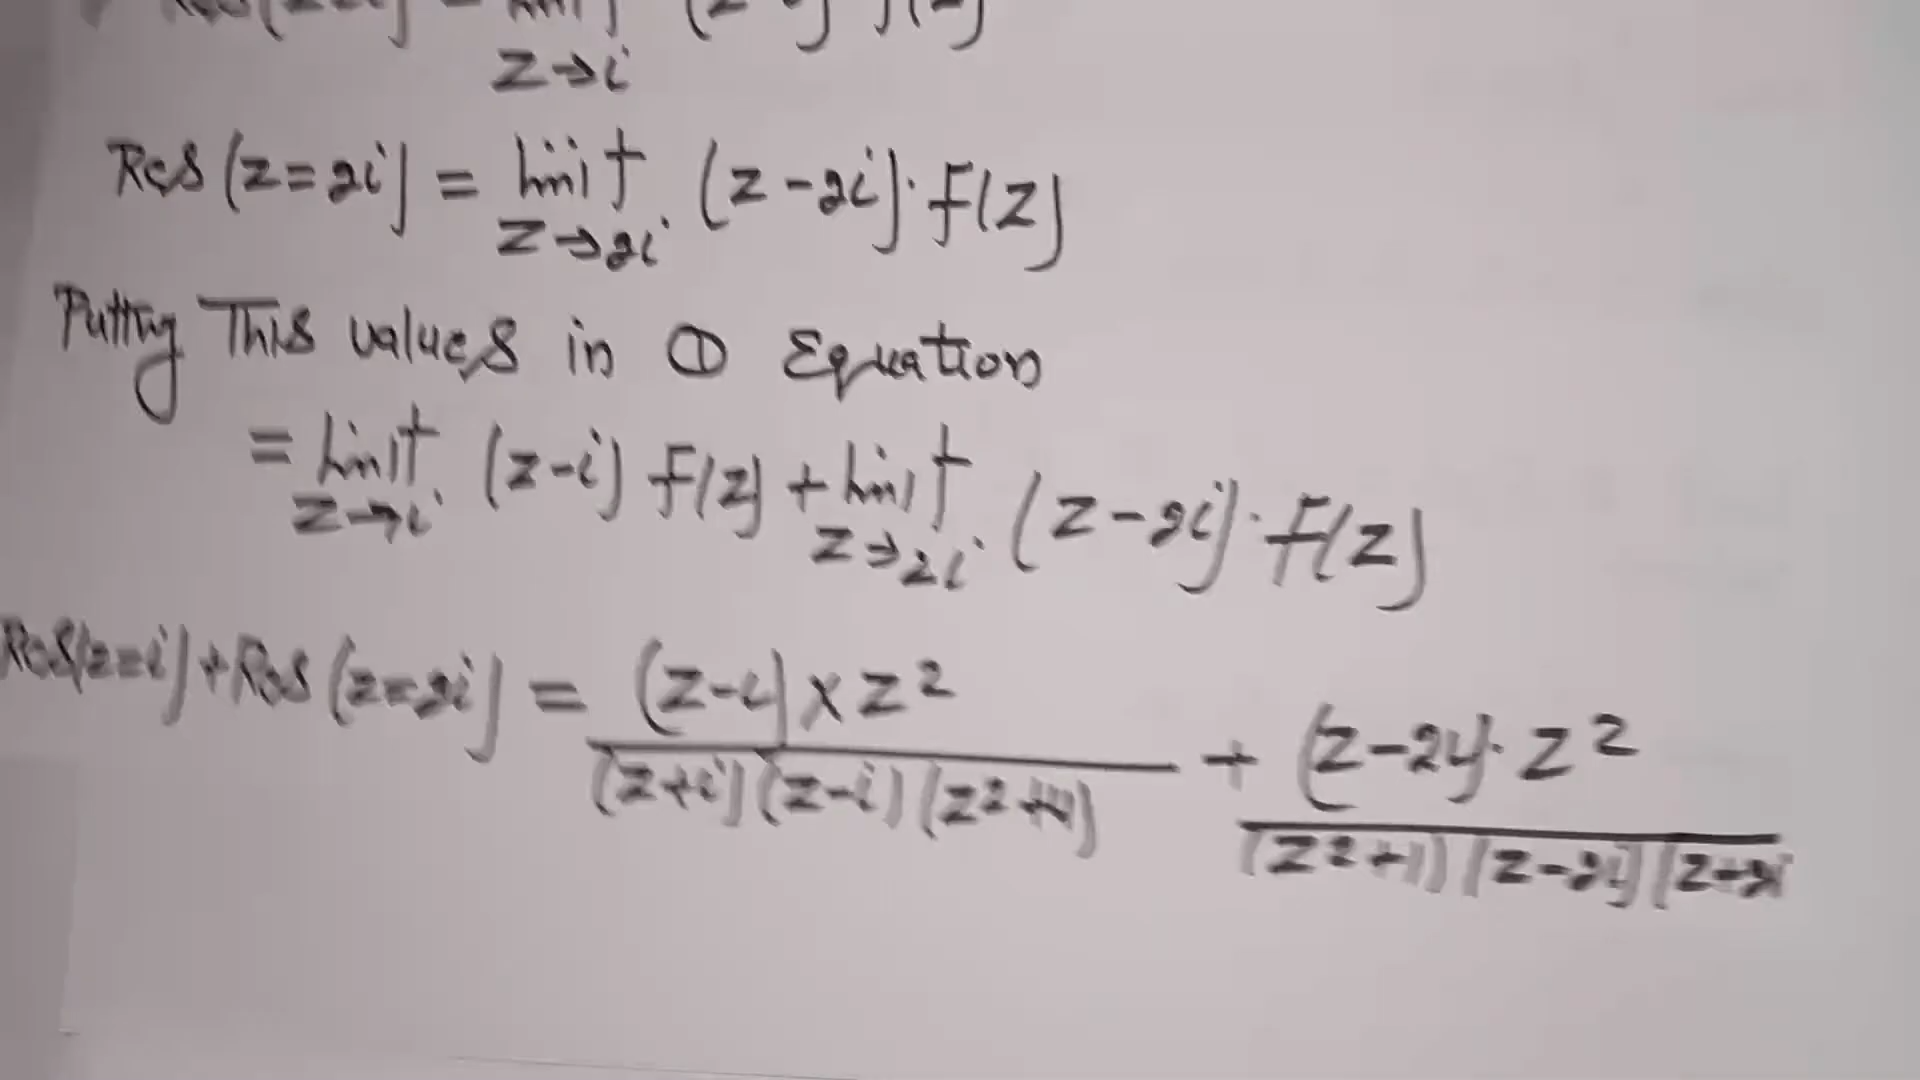 z→i
Res (z=2i) = limit (z-2i)·f(z)
z→2i
Putting This values in ① Equation
= limit (z-i) f(z) + limit (z-2i)·f(z)
z→i z→2i
Res(z=i)+Res (z=2i) = (z-i)×z² + (z-2i)·z²
(z+i)(z-i)(z²+4) (z²+1)(z-2i)(z+2i